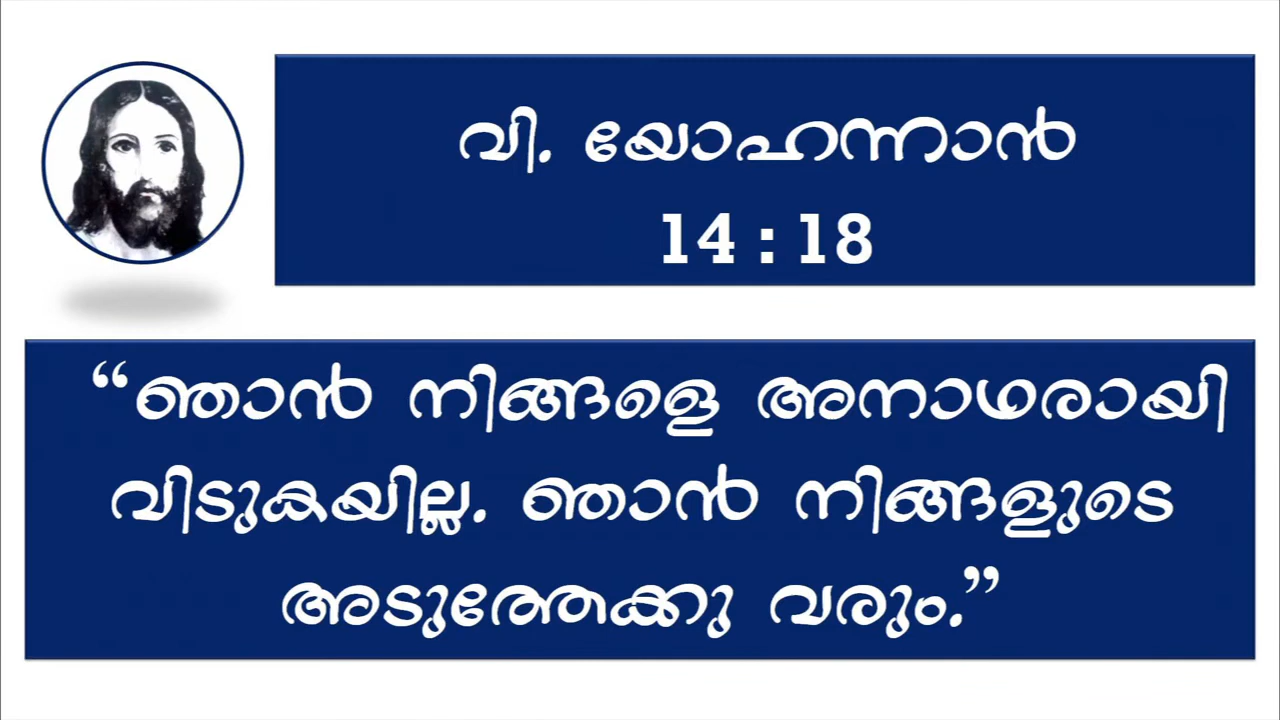 വി. യോഹന്നാൻ
14 : 18
“ഞാൻ നിങ്ങളെ അനാഥരായി
വിടുകയില്ല. ഞാൻ നിങ്ങളുടെ
അടുത്തേക്കു വരും.”